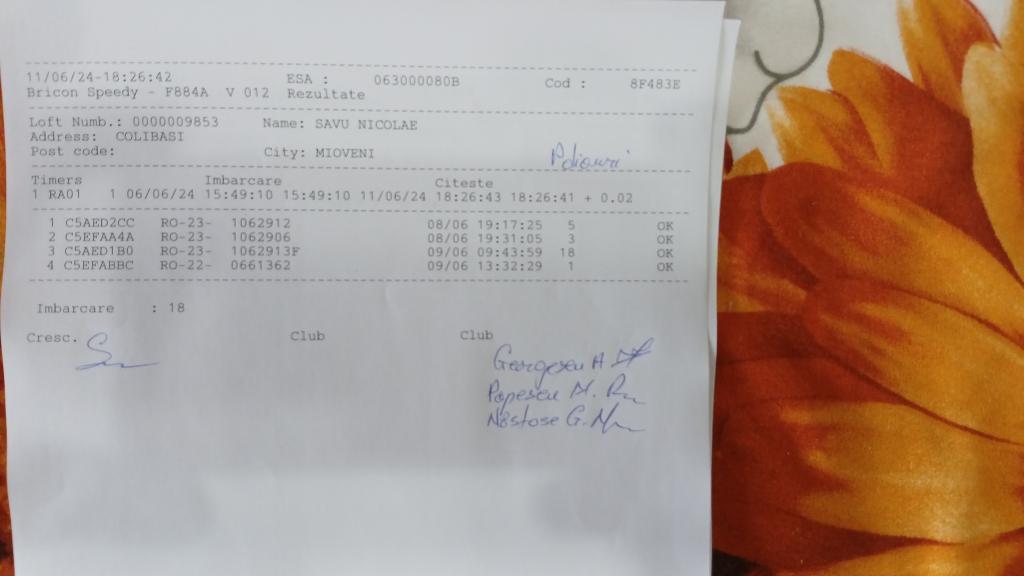 11/06/24-18:26:42 ESA : 063000080B Cod : 8F483E
Bricon Speedy - F884A V 012 Rezultate
Loft Numb.: 0000009853 Name: SAVU NICOLAE
Address: COLIBASI
Post code: City: MIOVENI
Timers Imbarcare Citeste
1 RA01 1 06/06/24 15:49:10 15:49:10 11/06/24 18:26:43 18:26:41 + 0.02
1 C5AED2CC RO-23- 1062912 08/06 19:17:25 5 OK
2 C5EFAA4A RO-23- 1062906 08/06 19:31:05 3 OK
3 C5AED1B0 RO-23- 1062913F 09/06 09:43:59 18 OK
4 C5EFABBC RO-22- 0661362 09/06 13:32:29 1 OK
Imbarcare : 18
Cresc. Club Club
Georgescu A
Popescu M.
G.